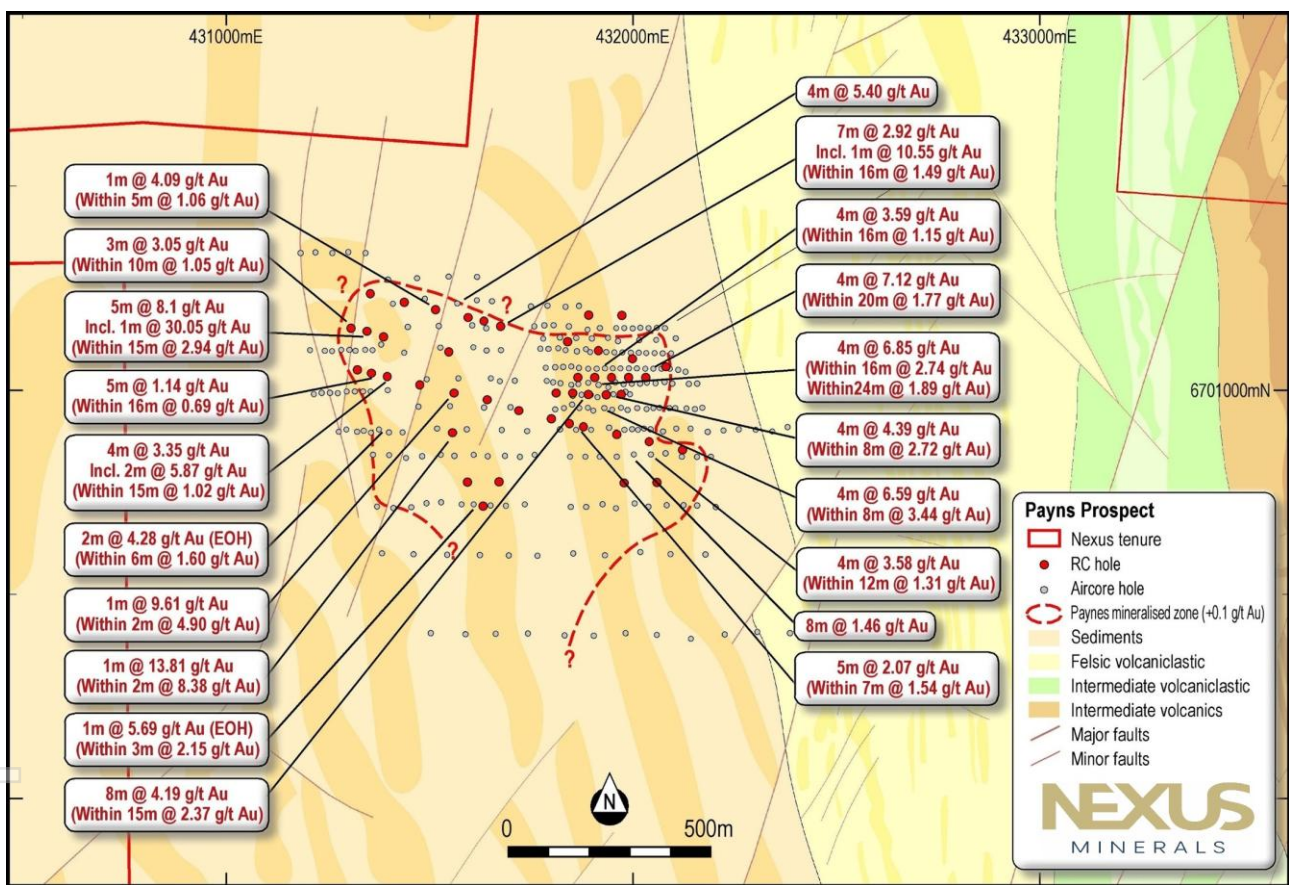 431000mE
432000mE
433000mE
6701000mN
1m @ 4.09 g/t Au
(Within 5m @ 1.06 g/t Au)
3m @ 3.05 g/t Au
(Within 10m @ 1.05 g/t Au)
5m @ 8.1 g/t Au
Incl. 1m @ 30.05 g/t Au
(Within 15m @ 2.94 g/t Au)
5m @ 1.14 g/t Au
(Within 16m @ 0.69 g/t Au)
4m @ 3.35 g/t Au
Incl. 2m @ 5.87 g/t Au
(Within 15m @ 1.02 g/t Au)
2m @ 4.28 g/t Au (EOH)
(Within 6m @ 1.60 g/t Au)
1m @ 9.61 g/t Au
(Within 2m @ 4.90 g/t Au)
1m @ 13.81 g/t Au
(Within 2m @ 8.38 g/t Au)
1m @ 5.69 g/t Au (EOH)
(Within 3m @ 2.15 g/t Au)
8m @ 4.19 g/t Au
(Within 15m @ 2.37 g/t Au)
?
?
?
?
4m @ 5.40 g/t Au
7m @ 2.92 g/t Au
Incl. 1m @ 10.55 g/t Au
(Within 16m @ 1.49 g/t Au)
4m @ 3.59 g/t Au
(Within 16m @ 1.15 g/t Au)
4m @ 7.12 g/t Au
(Within 20m @ 1.77 g/t Au)
4m @ 6.85 g/t Au
(Within 16m @ 2.74 g/t Au
Within24m @ 1.89 g/t Au)
4m @ 4.39 g/t Au
(Within 8m @ 2.72 g/t Au)
4m @ 6.59 g/t Au
(Within 8m @ 3.44 g/t Au)
4m @ 3.58 g/t Au
(Within 12m @ 1.31 g/t Au)
8m @ 1.46 g/t Au
5m @ 2.07 g/t Au
(Within 7m @ 1.54 g/t Au)
N
0 500m
Payns Prospect
Nexus tenure
RC hole
Aircore hole
Paynes mineralised zone (+0.1 g/t Au)
Sediments
Felsic volcaniclastic
Intermediate volcaniclastic
Intermediate volcanics
Major faults
Minor faults
NEXUS
MINERALS